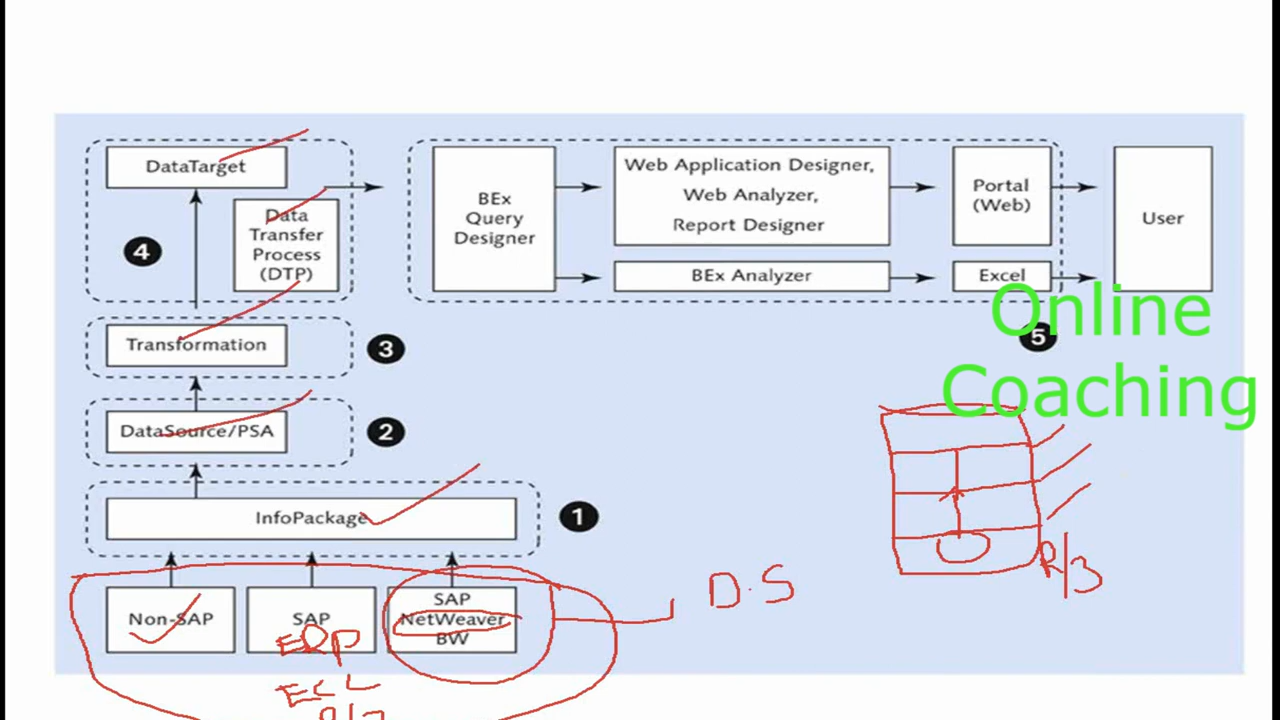 DataTarget
Data
Transfer
Process
(DTP)
4
BEx
Query
Designer
Web Application Designer,
Web Analyzer,
Report Designer
BEx Analyzer
Portal
(Web)
Excel
User
5
Online
Coaching
Transformation
3
DataSource/PSA
2
InfoPackage
1
Non-SAP
SAP
SAP
NetWeaver
BW
ERP
D.S
R/3